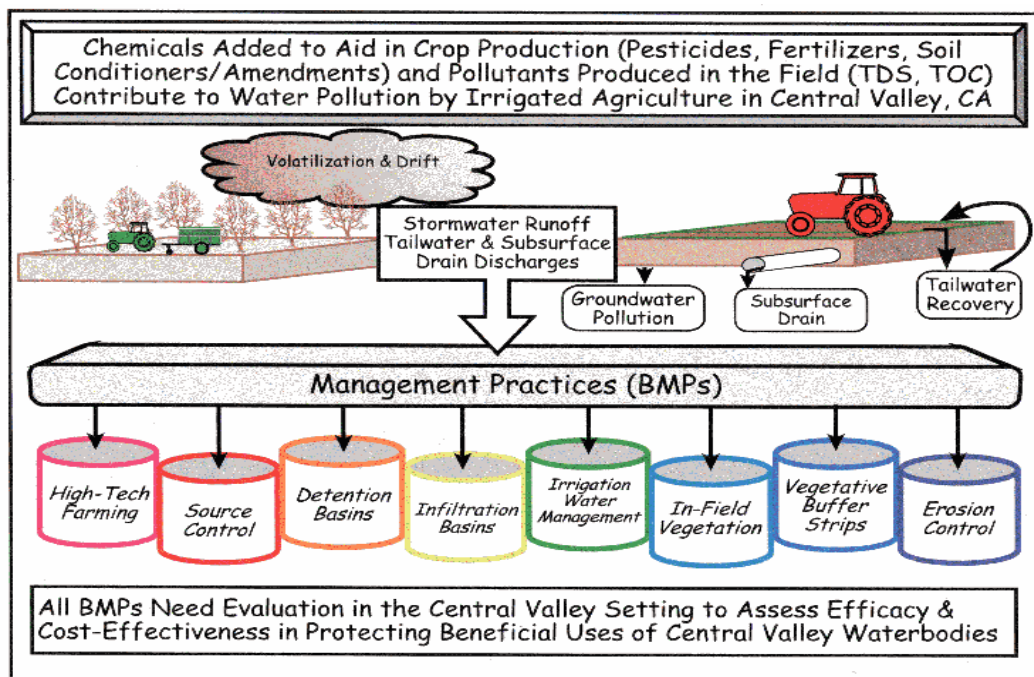 Chemicals Added to Aid in Crop Production (Pesticides, Fertilizers, Soil
Conditioners/Amendments) and Pollutants Produced in the Field (TDS, TOC)
Contribute to Water Pollution by Irrigated Agriculture in Central Valley, CA
Volatilization & Drift
Stormwater Runoff
Tailwater & Subsurface
Drain Discharges
Groundwater
Pollution
Subsurface
Drain
Tailwater
Recovery
Management Practices (BMPs)
High-Tech
Farming
Source
Control
Detention
Basins
Infiltration
Basins
Irrigation
Water
Management
In-Field
Vegetation
Vegetative
Buffer
Strips
Erosion
Control
All BMPs Need Evaluation in the Central Valley Setting to Assess Efficacy &
Cost-Effectiveness in Protecting Beneficial Uses of Central Valley Waterbodies